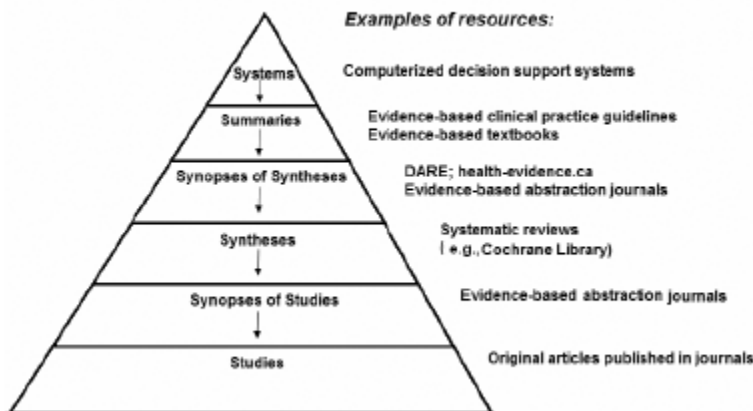 Examples of resources:
Systems
Computerized decision support systems
Summaries
Evidence-based clinical practice guidelines
Evidence-based textbooks
Synopses of Syntheses
DARE; health-evidence.ca
Evidence-based abstraction journals
Syntheses
Systematic reviews
( e.g., Cochrane Library)
Synopses of Studies
Evidence-based abstraction journals
Studies
Original articles published in journals